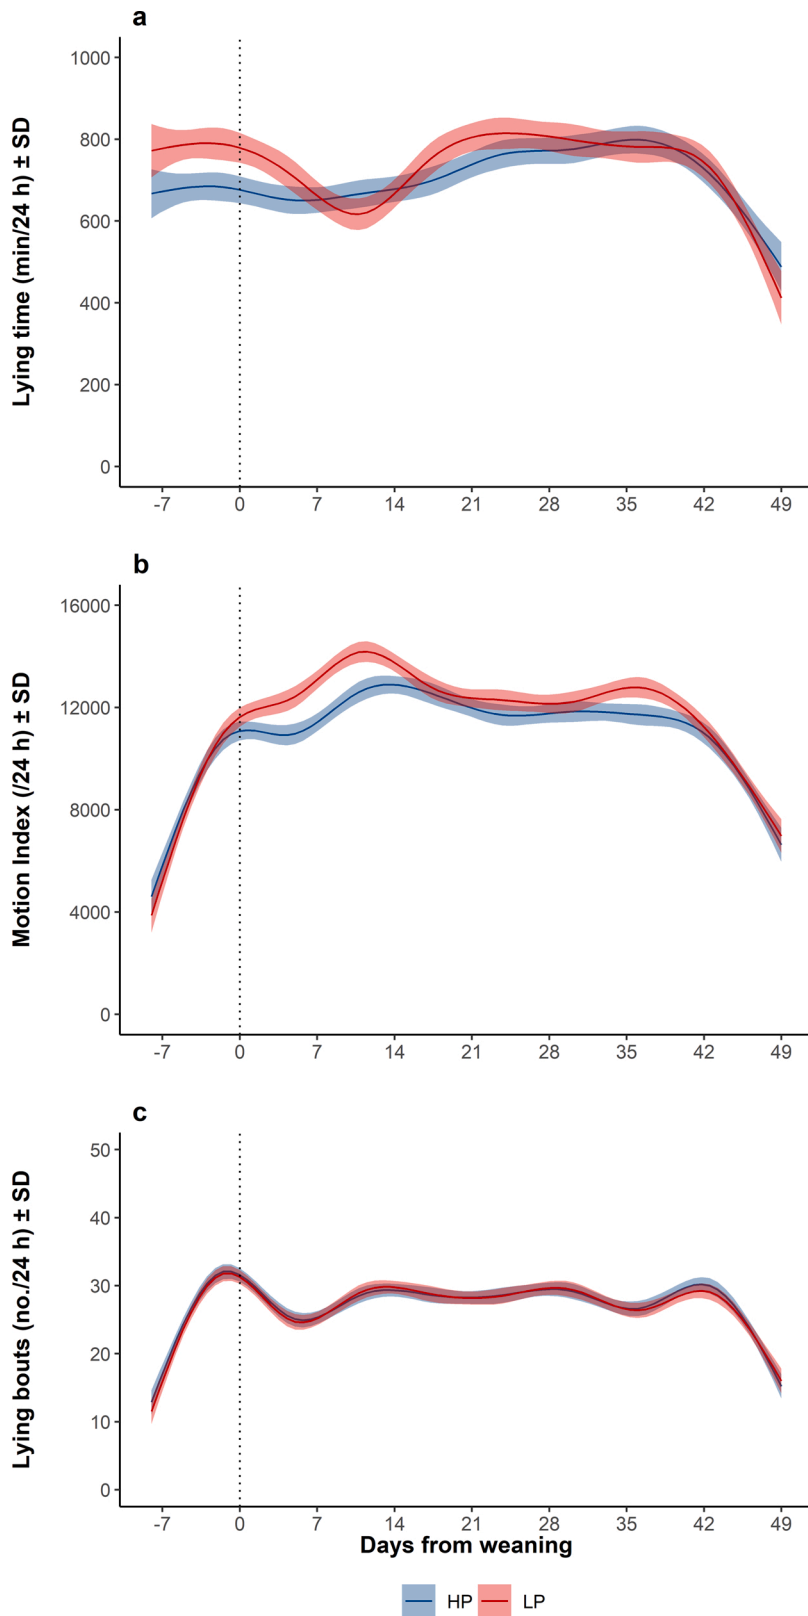 a
Lying time (min/24 h) ± SD
1000
800
600
400
200
0
-7 0 7 14 21 28 35 42 49
b
Motion Index (/24 h) ± SD
16000
12000
8000
4000
0
-7 0 7 14 21 28 35 42 49
c
Lying bouts (no./24 h) ± SD
50
40
30
20
10
0
-7 0 7 14 21 28 35 42 49
Days from weaning
HP LP